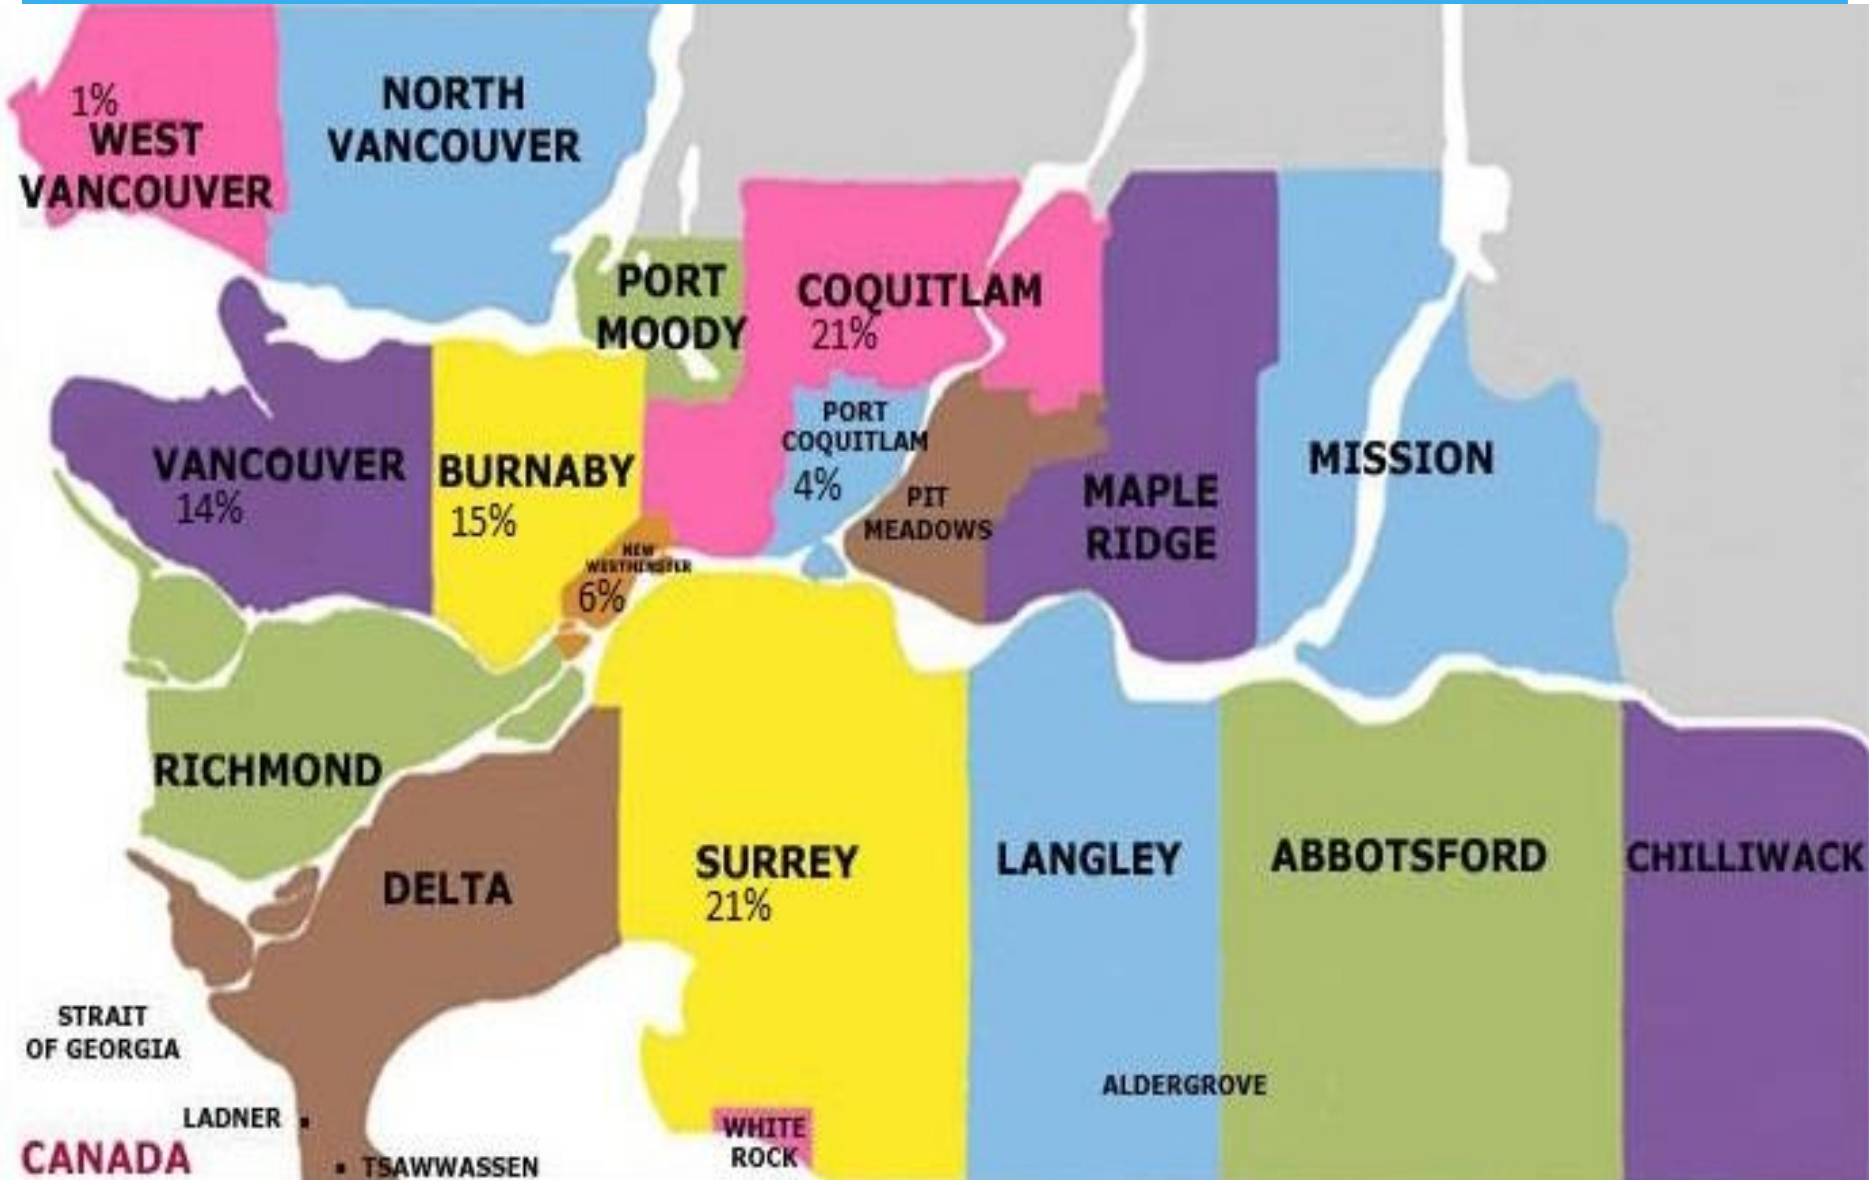 1%
WEST
VANCOUVER
NORTH
VANCOUVER
PORT
MOODY
COQUITLAM
21%
VANCOUVER
14%
BURNABY
15%
PORT
COQUITLAM
4%
PIT
MEADOWS
MAPLE
RIDGE
MISSION
NEW
WESTMINSTER
6%
RICHMOND
DELTA
SURREY
21%
LANGLEY
ABBOTSFORD
CHILLIWACK
STRAIT
OF GEORGIA
ALDERGROVE
LADNER
CANADA
TSAWWASSEN
WHITE
ROCK